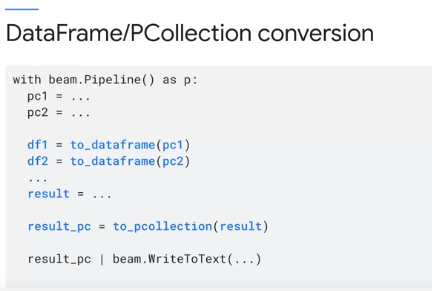 DataFrame/PCollection conversion
with beam.Pipeline() as p:
  pc1 = ...
  pc2 = ...
  df1 = to_dataframe(pc1)
  df2 = to_dataframe(pc2)
  ...
  result = ...
  result_pc = to_pcollection(result)
  result_pc | beam.WriteToText(...)